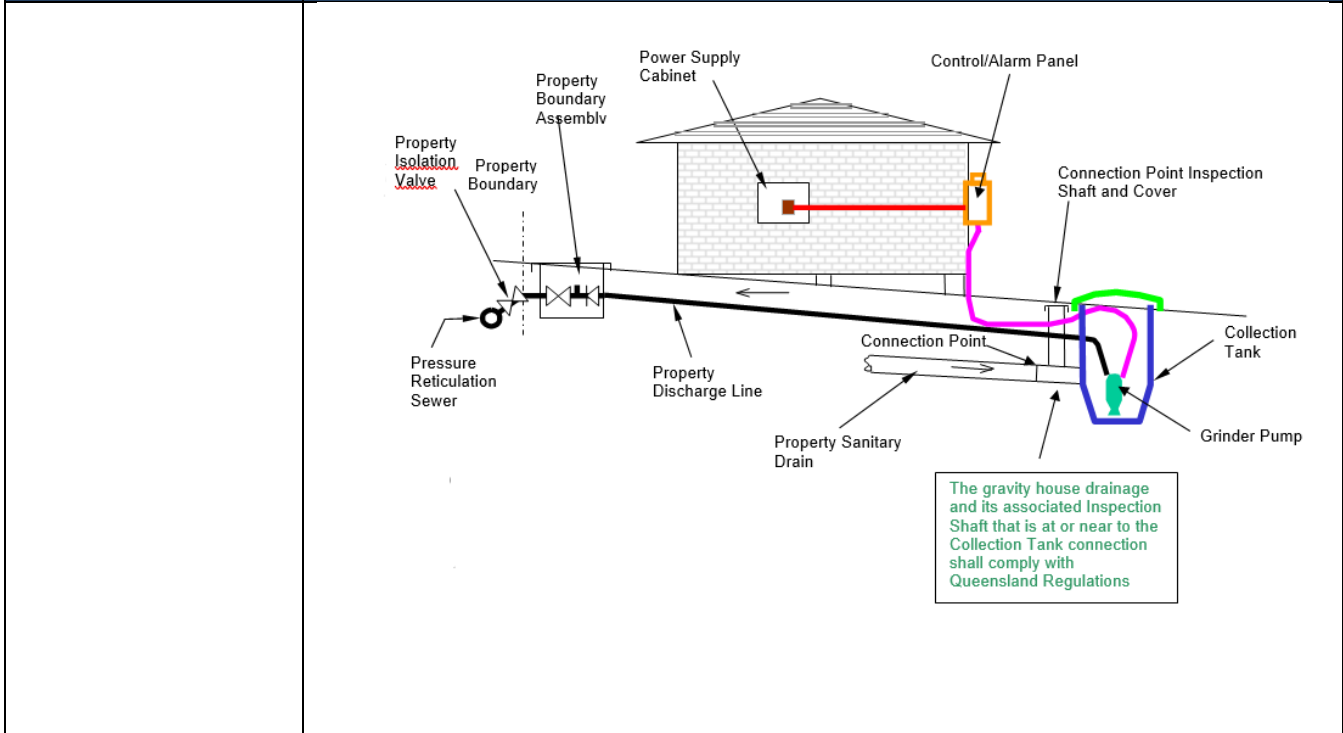 Power Supply
Cabinet
Control/Alarm Panel
Property
Boundary
Assembly
Property
Isolation
Valve
Property
Boundary
Connection Point Inspection
Shaft and Cover
Connection Point
Collection
Tank
Pressure
Reticulation
Sewer
Property
Discharge Line
Grinder Pump
Property Sanitary
Drain
The gravity house drainage
and its associated Inspection
Shaft that is at or near to the
Collection Tank connection
shall comply with
Queensland Regulations